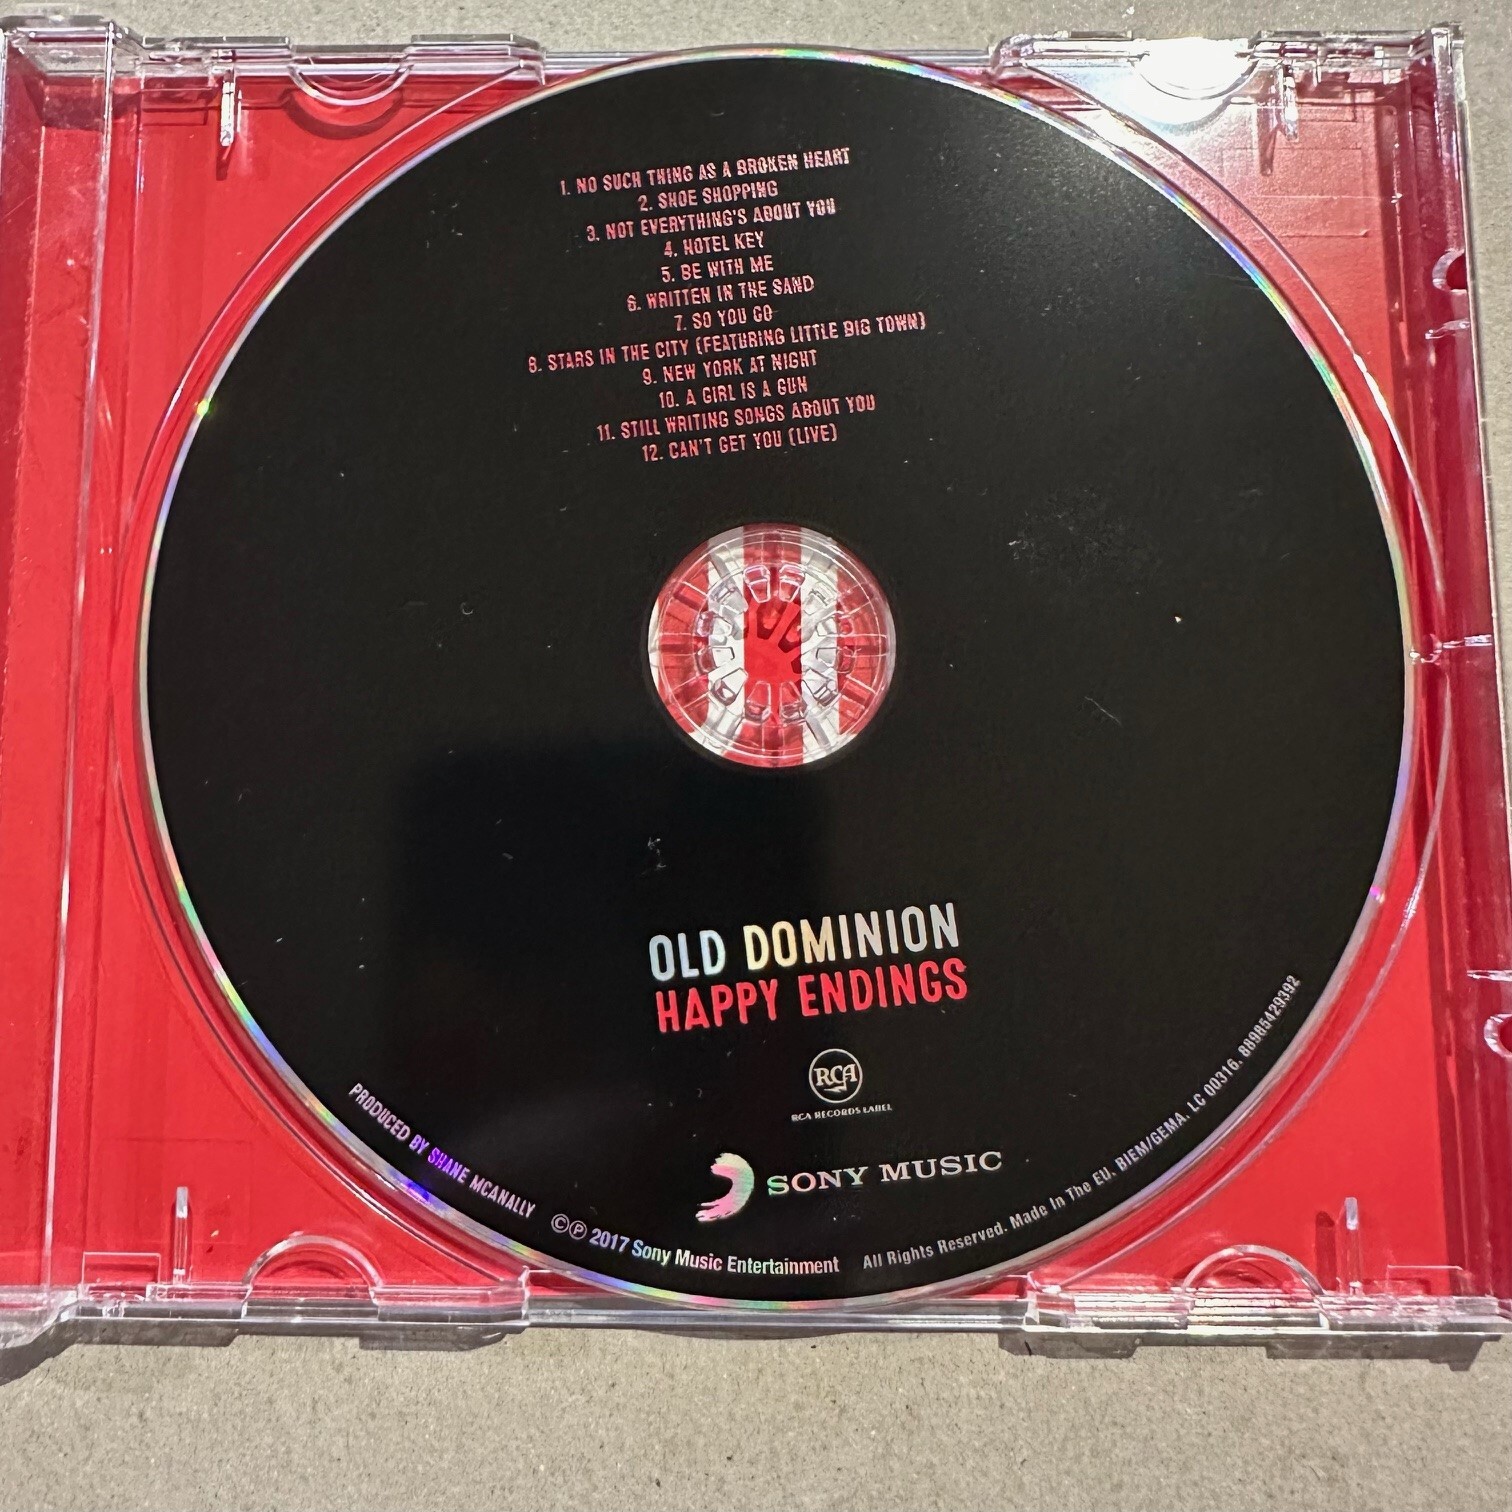 1. NO SUCH THING AS A BROKEN HEART
2. SHOE SHOPPING
3. NOT EVERYTHING'S ABOUT YOU
4. HOTEL KEY
5. BE WITH ME
6. WRITTEN IN THE SAND
7. SO YOU GO
8. STARS IN THE CITY (FEATURING LITTLE BIG TOWN)
9. NEW YORK AT NIGHT
10. A GIRL IS A GUN
11. STILL WRITING SONGS ABOUT YOU
12. CAN'T GET YOU (LIVE)
OLD DOMINION
HAPPY ENDINGS
RCA
RCA RECORDS LABEL
SONY MUSIC
PRODUCED BY SHANE MCANALLY
©℗ 2017 Sony Music Entertainment All Rights Reserved. Made In The EU. BIEM/GEMA. LC 00316. 88985429392